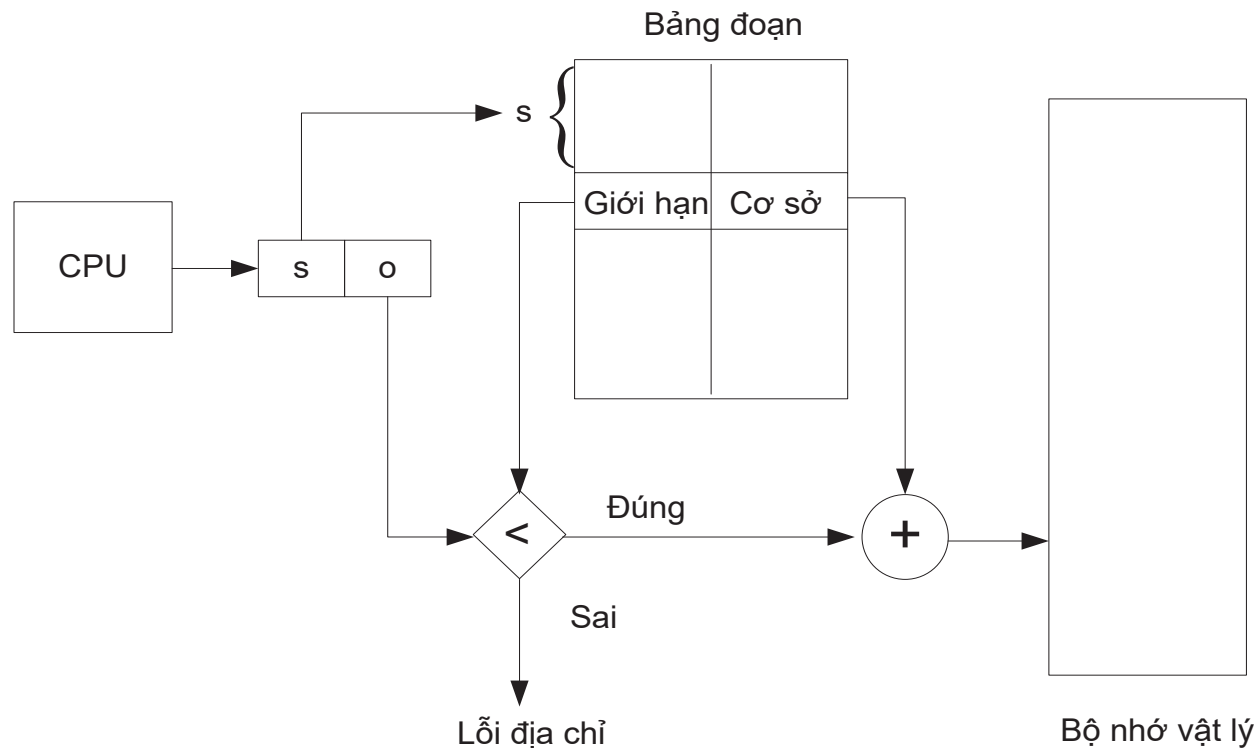 Bảng đoạn
s {
Giới hạn Cơ sở
CPU
s o
<
Đúng
+
Sai
Lỗi địa chỉ
Bộ nhớ vật lý